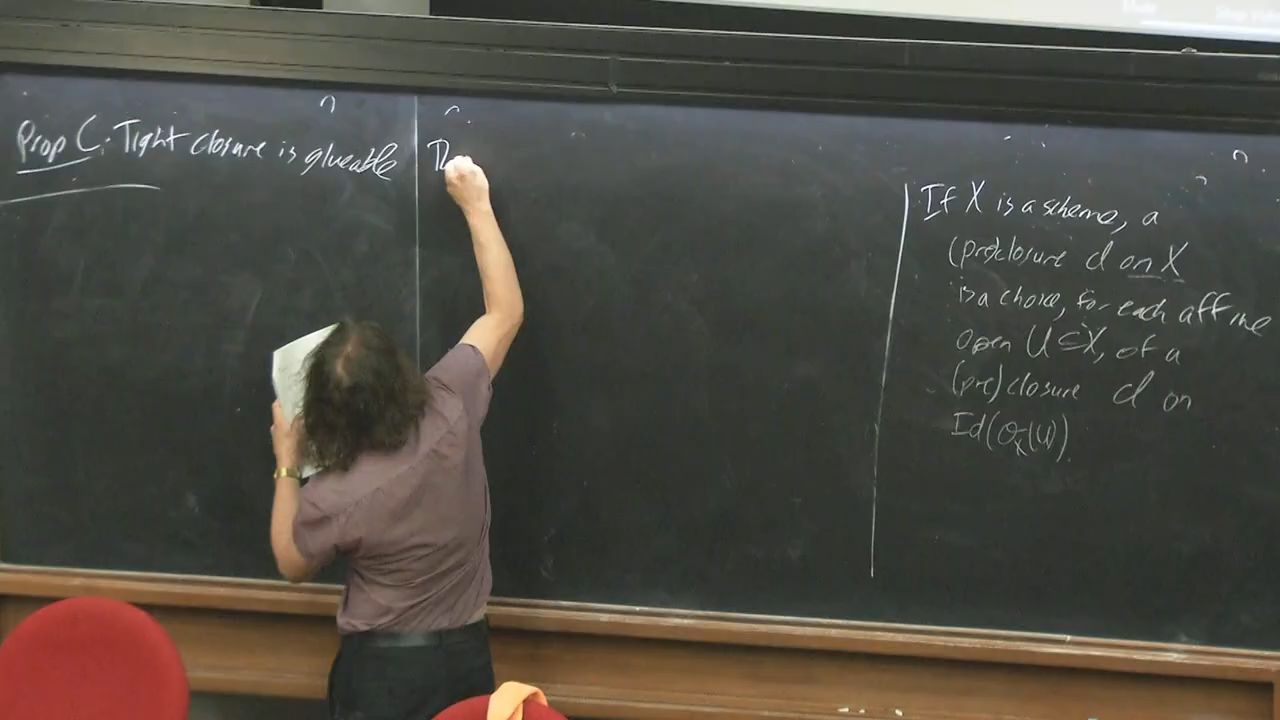 Prop C: Tight closure is glueable
If X is a scheme, a
(pre)closure cl on X
is a choice, for each affine
open U ⊆ X, of a
(pre)closure cl on
Id(O_X(U)).